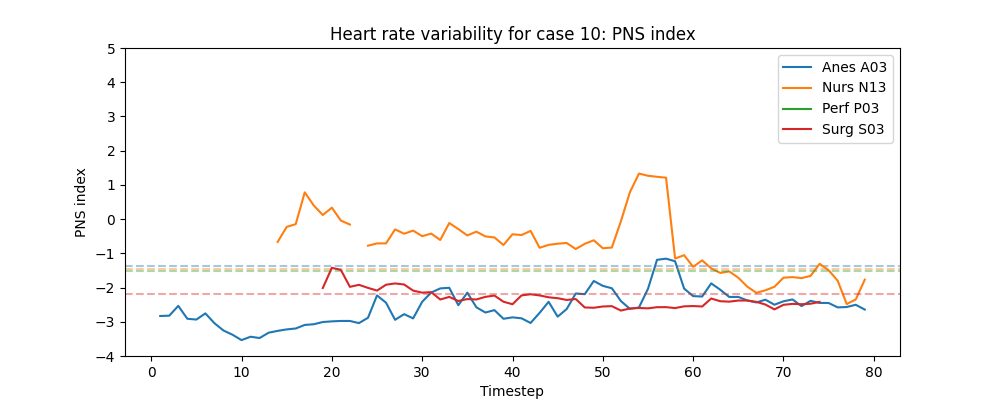 Heart rate variability for case 10: PNS index
5
4
3
2
1
0
−1
−2
−3
−4
PNS index
Anes A03
Nurs N13
Perf P03
Surg S03
0 10 20 30 40 50 60 70 80
Timestep